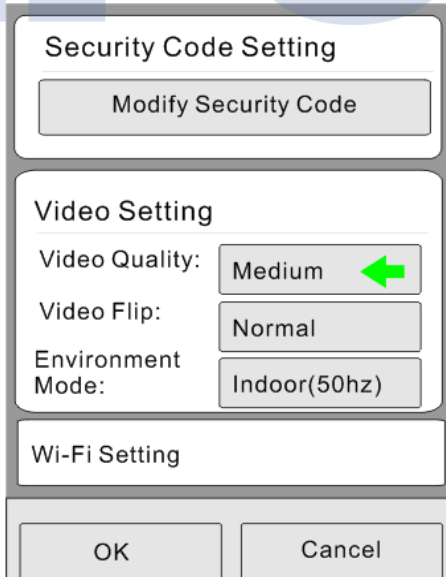 Security Code Setting
Modify Security Code
Video Setting
Video Quality:
Medium
Video Flip:
Normal
Environment
Mode:
Indoor(50hz)
Wi-Fi Setting
OK
Cancel